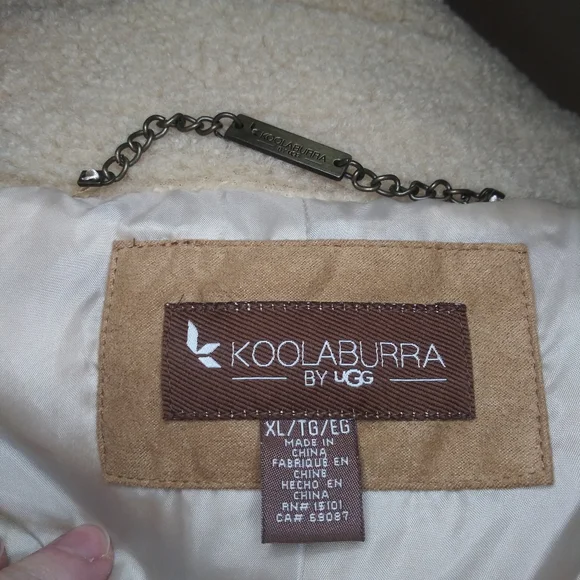 KOOLABURRA
KOOLABURRA
BY UGG
XL/TG/EG
MADE IN
CHINA
FABRIQUÉ EN
CHINE
HECHO EN
CHINA
RN# 15101
CA# 59087